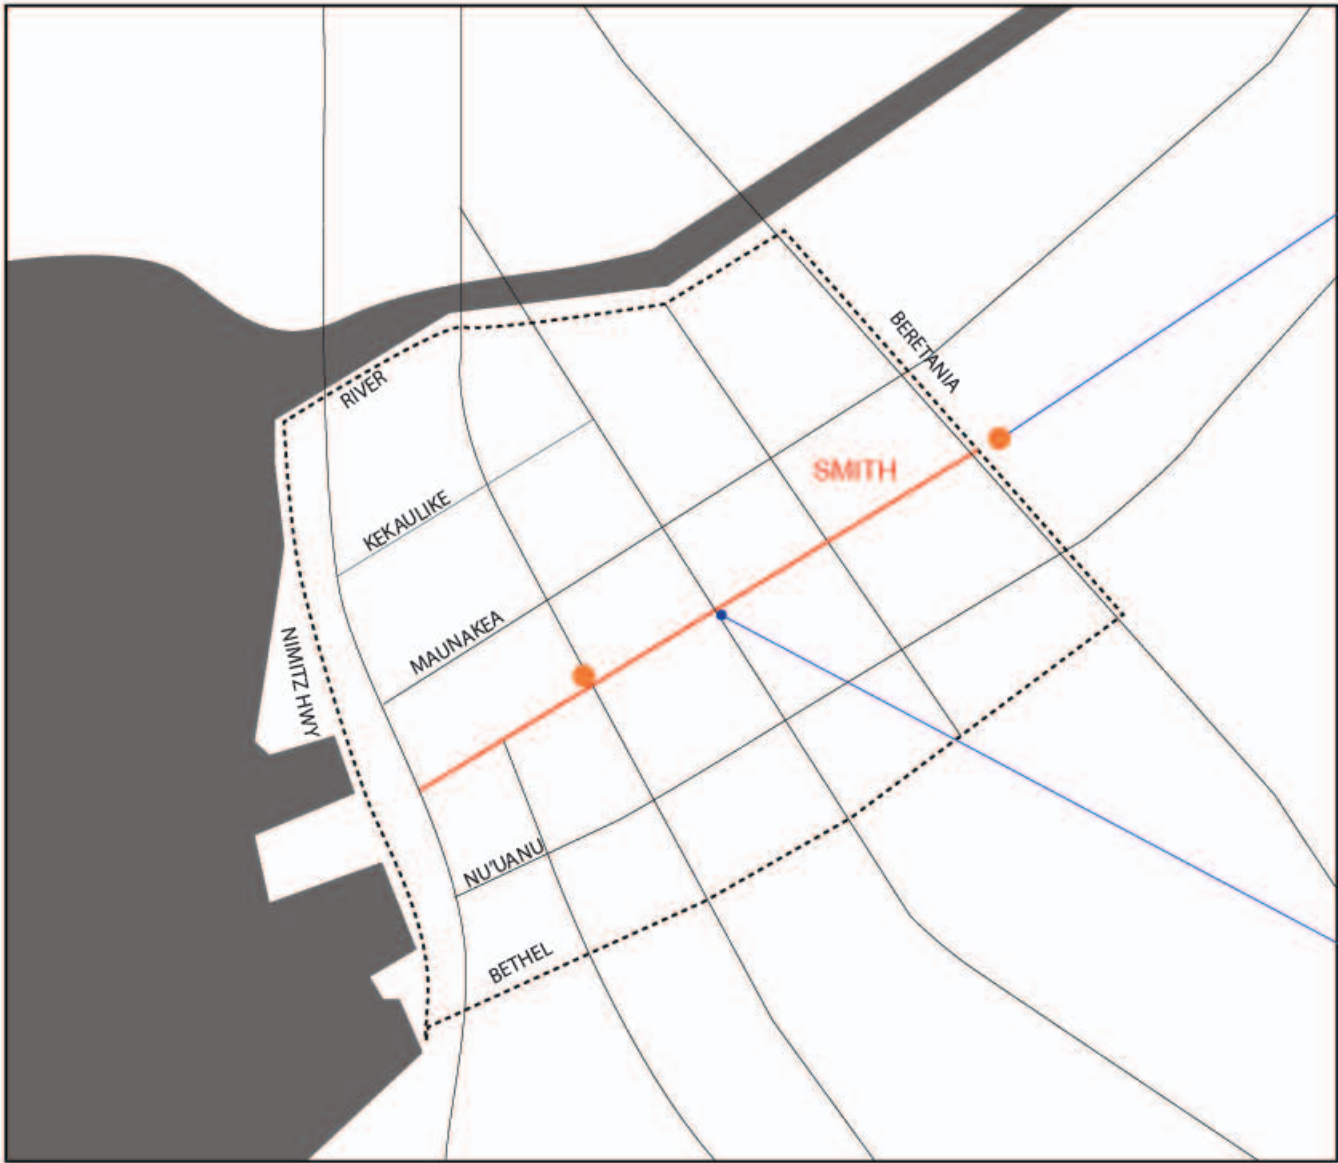 BERETANIA
RIVER
SMITH
KEKAULIKE
MAUNAKEA
NIMITZ HWY
NU'UANU
BETHEL